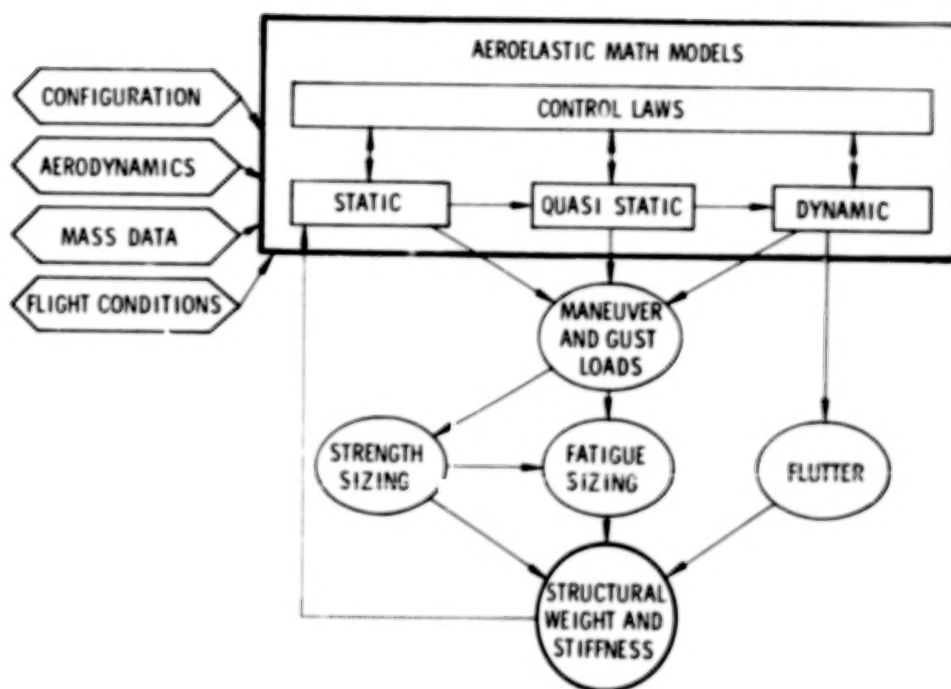 AEROELASTIC MATH MODELS
CONTROL LAWS
CONFIGURATION
AERODYNAMICS
MASS DATA
FLIGHT CONDITIONS
STATIC
QUASI STATIC
DYNAMIC
MANEUVER
AND GUST
LOADS
STRENGTH
SIZING
FATIGUE
SIZING
FLUTTER
STRUCTURAL
WEIGHT AND
STIFFNESS